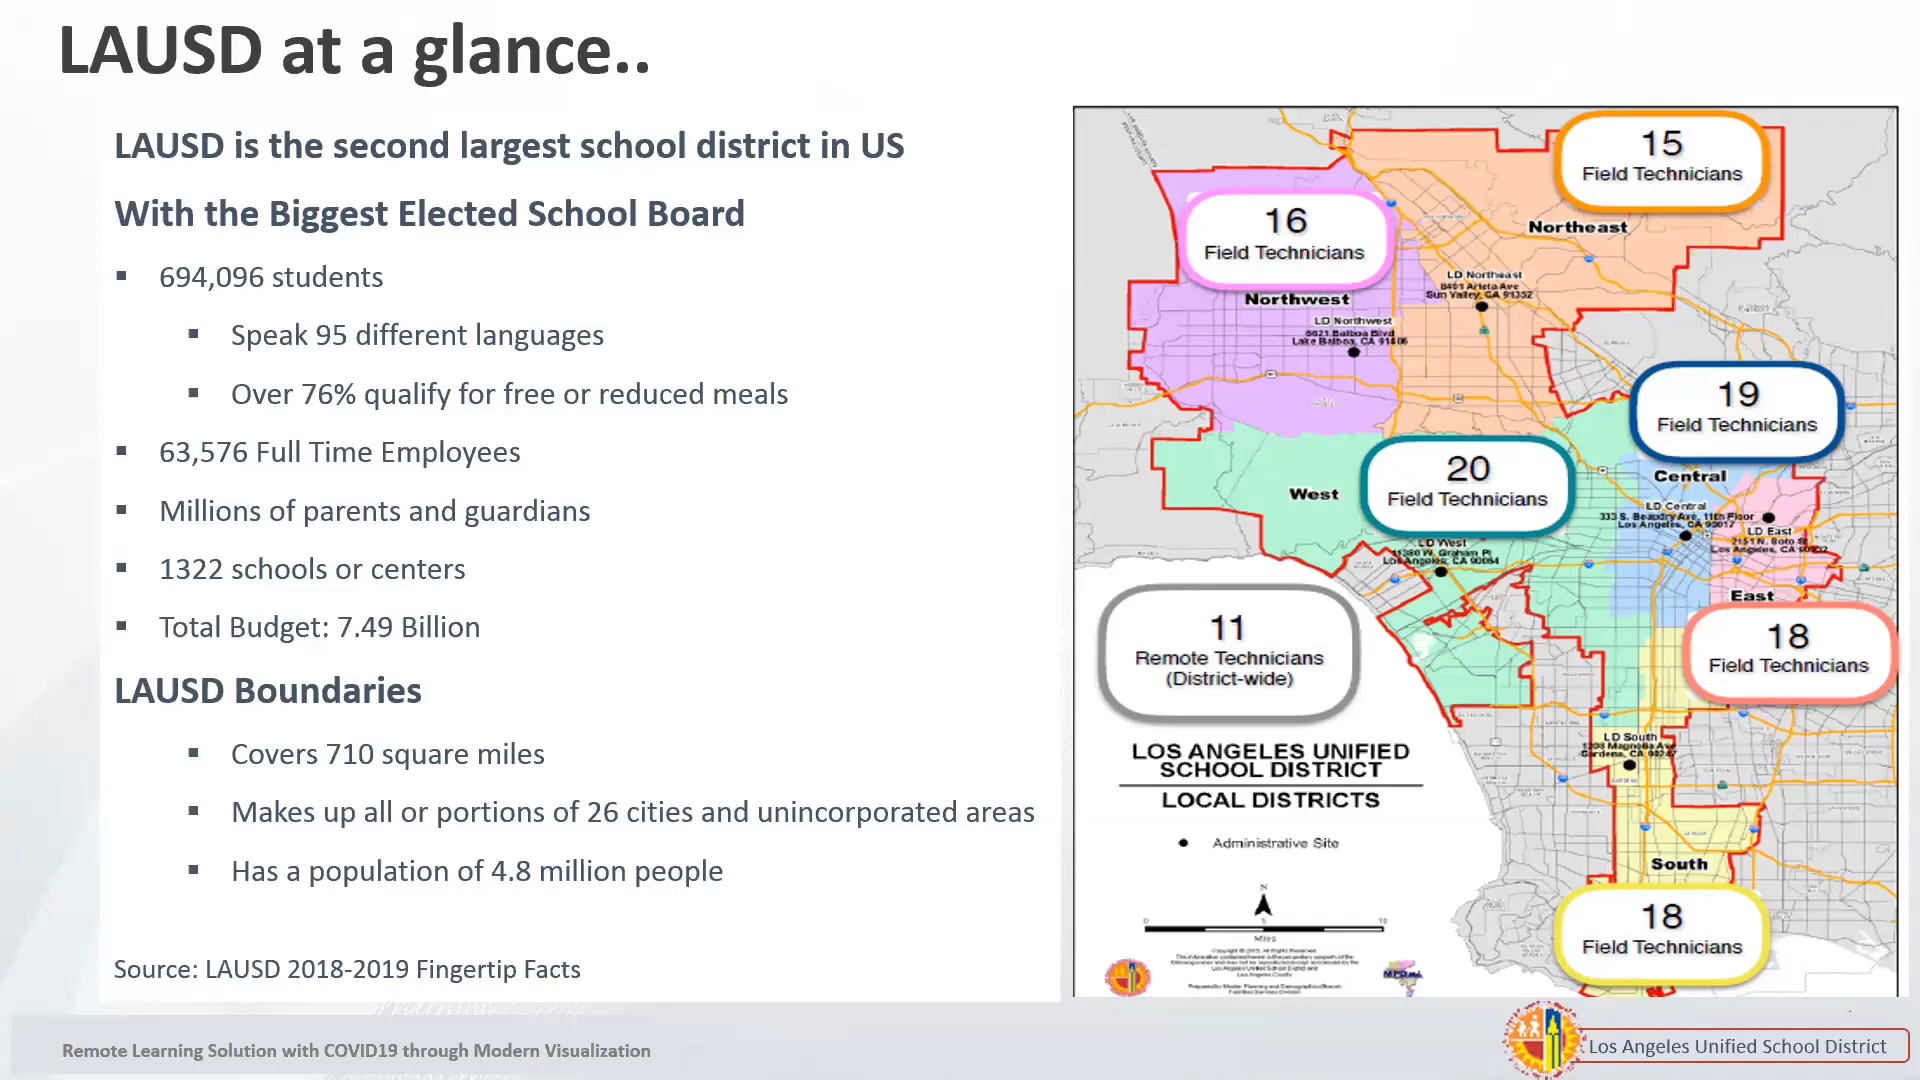 LAUSD at a glance..
LAUSD is the second largest school district in US
With the Biggest Elected School Board
▪ 694,096 students
▪ Speak 95 different languages
▪ Over 76% qualify for free or reduced meals
▪ 63,576 Full Time Employees
▪ Millions of parents and guardians
▪ 1322 schools or centers
▪ Total Budget: 7.49 Billion
LAUSD Boundaries
▪ Covers 710 square miles
▪ Makes up all or portions of 26 cities and unincorporated areas
▪ Has a population of 4.8 million people
Source: LAUSD 2018-2019 Fingertip Facts
15
Field Technicians
Northeast
16
Field Technicians
Northwest
LD Northeast
Sun Valley, CA 91352
LD Northwest
Balboa Blvd
Lake Balboa, CA
19
Field Technicians
Central
LD Central
333 S. Beaudry Ave, 11th Floor
Los Angeles, CA 90017
20
Field Technicians
West
LD West
11380 W. Graham Pl
Los Angeles, CA 90064
LD East
2151 N. Soto St
Los Angeles, CA
East
18
Field Technicians
11
Remote Technicians
(District-wide)
LD South
1208 Magnolia Ave
Gardena, CA 90247
South
18
Field Technicians
LOS ANGELES UNIFIED
SCHOOL DISTRICT
LOCAL DISTRICTS
Administrative Site
N
0
10
Miles
Remote Learning Solution with COVID19 through Modern Visualization
Los Angeles Unified School District